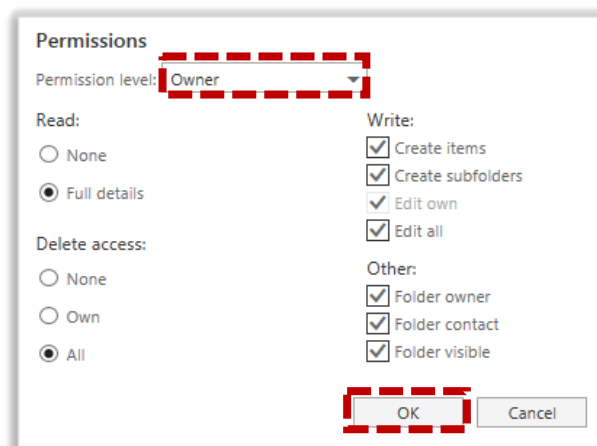 Permissions
Permission level: Owner
Read:
None
Full details
Delete access:
None
Own
All
Write:
Create items
Create subfolders
Edit own
Edit all
Other:
Folder owner
Folder contact
Folder visible
OK
Cancel